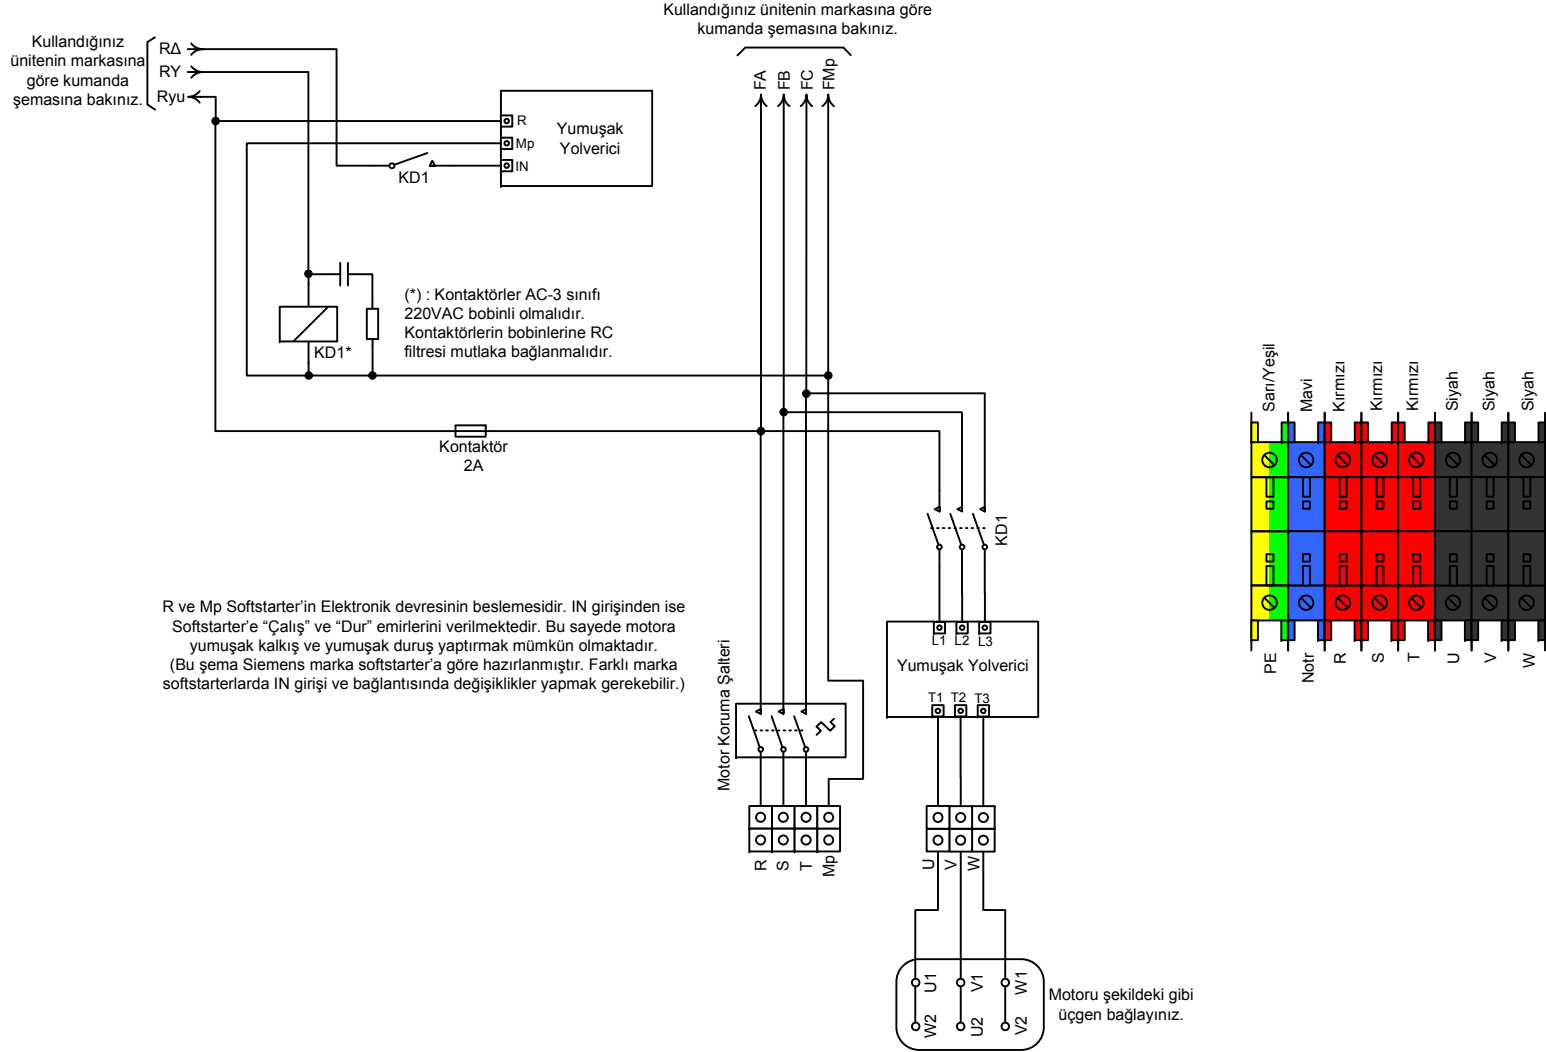 Kullandığınız ünitenin markasına göre
kumanda şemasına bakınız.
Kullandığınız
ünitenin markasına
göre kumanda
şemasına bakınız.
RΔ
RY
Ryu
FA
FB
FC
FMp
R
Mp
IN
Yumuşak
Yolverici
KD1
(*) : Kontaktörler AC-3 sınıfı
220VAC bobinli olmalıdır.
Kontaktörlerin bobinlerine RC
filtresi mutlaka bağlanmalıdır.
KD1*
Kontaktör
2A
KD1
Sarı/Yeşil
Mavi
Kırmızı
Kırmızı
Kırmızı
Siyah
Siyah
Siyah
PE
Notr
R
S
T
U
V
W
R ve Mp Softstarter’in Elektronik devresinin beslemesidir. IN girişinden ise
Softstarter’e “Çalış” ve “Dur” emirlerini verilmektedir. Bu sayede motora
yumuşak kalkış ve yumuşak duruş yaptırmak mümkün olmaktadır.
(Bu şema Siemens marka softstarter’a göre hazırlanmıştır. Farklı marka
softstarterlarda IN girişi ve bağlantısında değişiklikler yapmak gerekebilir.)
L1
L2
L3
Yumuşak Yolverici
T1
T2
T3
Motor Koruma Şalteri
R
S
T
Mp
U
V
W
U1
V1
W1
W2
U2
V2
Motoru şekildeki gibi
üçgen bağlayınız.